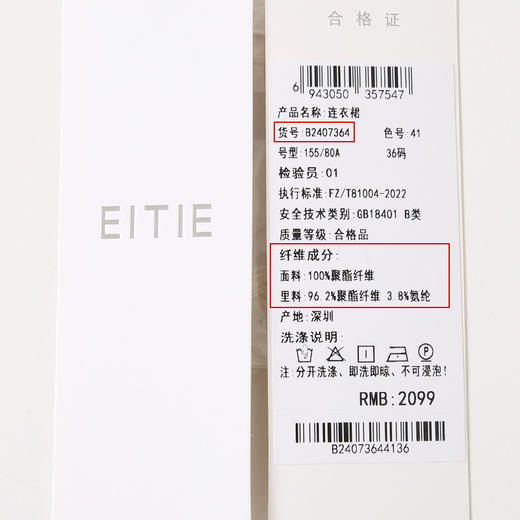 EITIE
合格证
6 943050 357547
产品名称:连衣裙
货号:B2407364 色号:41
号型:155/80A 36码
检验员:01
执行标准:FZ/T81004-2022
安全技术类别:GB18401 B类
质量等级:合格品
纤维成分:
面料:100%聚酯纤维
里料:96.2%聚酯纤维 3.8%氨纶
产地:深圳
洗涤说明:
注:分开洗涤、即洗即晾、不可浸泡!
RMB:2099
B24073644136